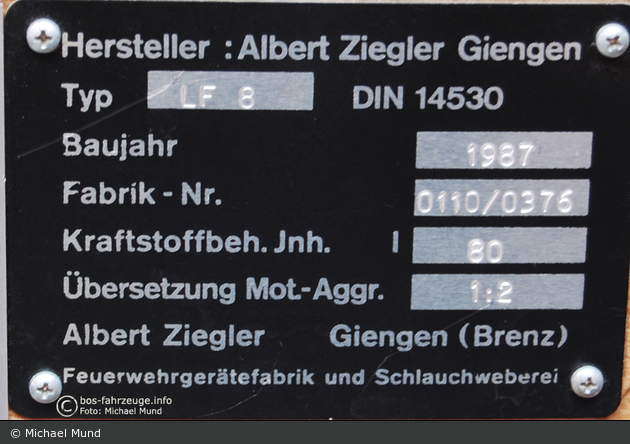 Hersteller : Albert Ziegler Giengen
Typ LF 8 DIN 14530
Baujahr 1987
Fabrik - Nr. 0110/0376
Kraftstoffbeh. Jnh. l 80
Übersetzung Mot.-Aggr. 1:2
Albert Ziegler Giengen (Brenz)
Feuerwehrgerätefabrik und Schlauchweberei
© bos-fahrzeuge.info
Foto: Michael Mund
© Michael Mund